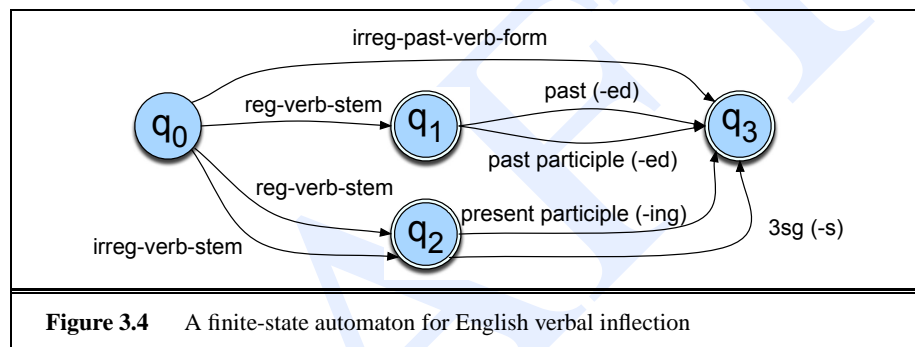 irreg-past-verb-form
reg-verb-stem
past (-ed)
q0
q1
q3
past participle (-ed)
reg-verb-stem
present participle (-ing)
irreg-verb-stem
q2
3sg (-s)
Figure 3.4 A finite-state automaton for English verbal inflection